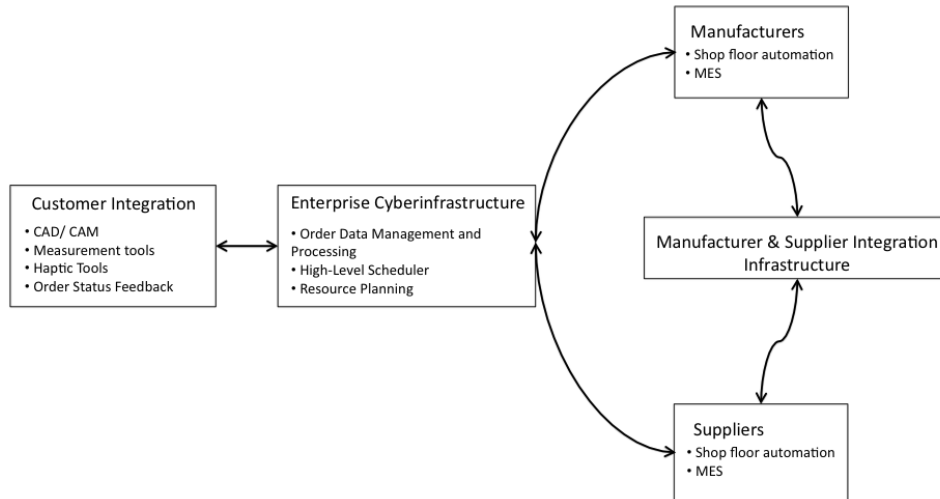 Manufacturers
• Shop floor automation
• MES
Customer Integration
• CAD/ CAM
• Measurement tools
• Haptic Tools
• Order Status Feedback
Enterprise Cyberinfrastructure
• Order Data Management and
Processing
• High-Level Scheduler
• Resource Planning
Manufacturer & Supplier Integration
Infrastructure
Suppliers
• Shop floor automation
• MES